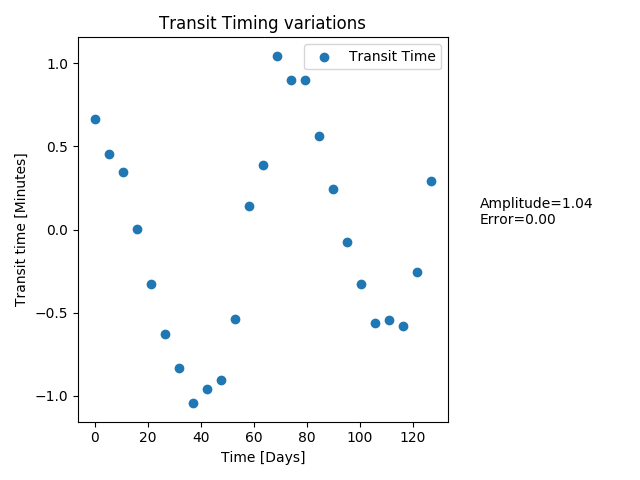 Transit Timing variations
Transit Time
1.0
0.5
0.0
−0.5
−1.0
Transit time [Minutes]
0 20 40 60 80 100 120
Time [Days]
Amplitude=1.04
Error=0.00